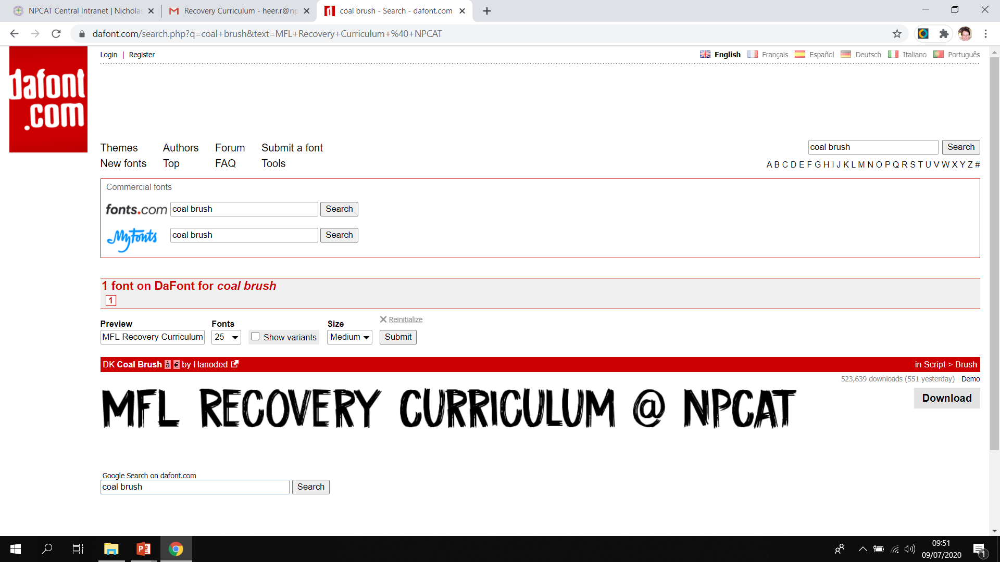 NPCAT Central Intranet | Nichola
Recovery Curriculum - heer.r@np
coal brush - Search - dafont.com
dafont.com/search.php?q=coal+brush&text=MFL+Recovery+Curriculum+%40+NPCAT
dafont
.com
Login | Register
English Français Español Deutsch Italiano Português
Themes Authors Forum Submit a font
coal brush Search
New fonts Top FAQ Tools
A B C D E F G H I J K L M N O P Q R S T U V W X Y Z #
Commercial fonts
fonts.com coal brush Search
MyFonts coal brush Search
1 font on DaFont for coal brush
1
Reinitialize
Preview Fonts Size
MFL Recovery Curriculum 25 Show variants Medium Submit
DK Coal Brush à € by Hanoded in Script > Brush
523,639 downloads (551 yesterday) Demo
MFL RECOVERY CURRICULUM @ NPCAT
Download
Google Search on dafont.com
coal brush Search
09:51
09/07/2020
1